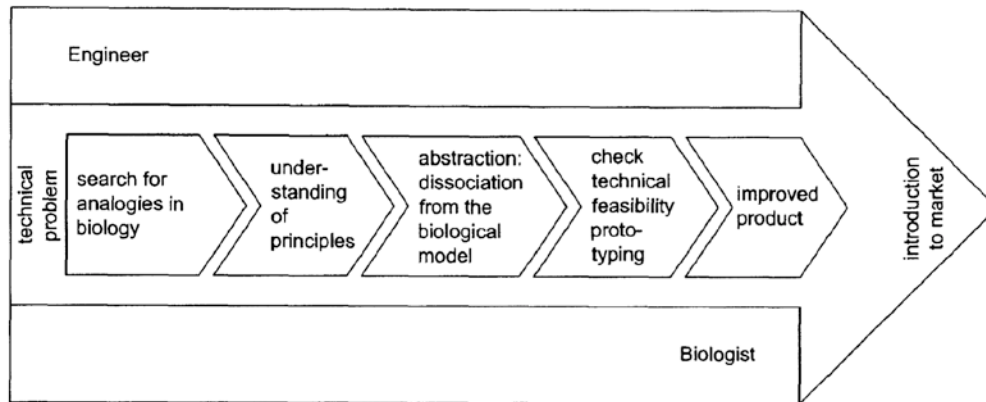 Engineer
technical
problem
search for
analogies in
biology
under-
standing
of
principles
abstraction:
dissociation
from the
biological
model
check
technical
feasibility
proto-
typing
improved
product
introduction
to market
Biologist